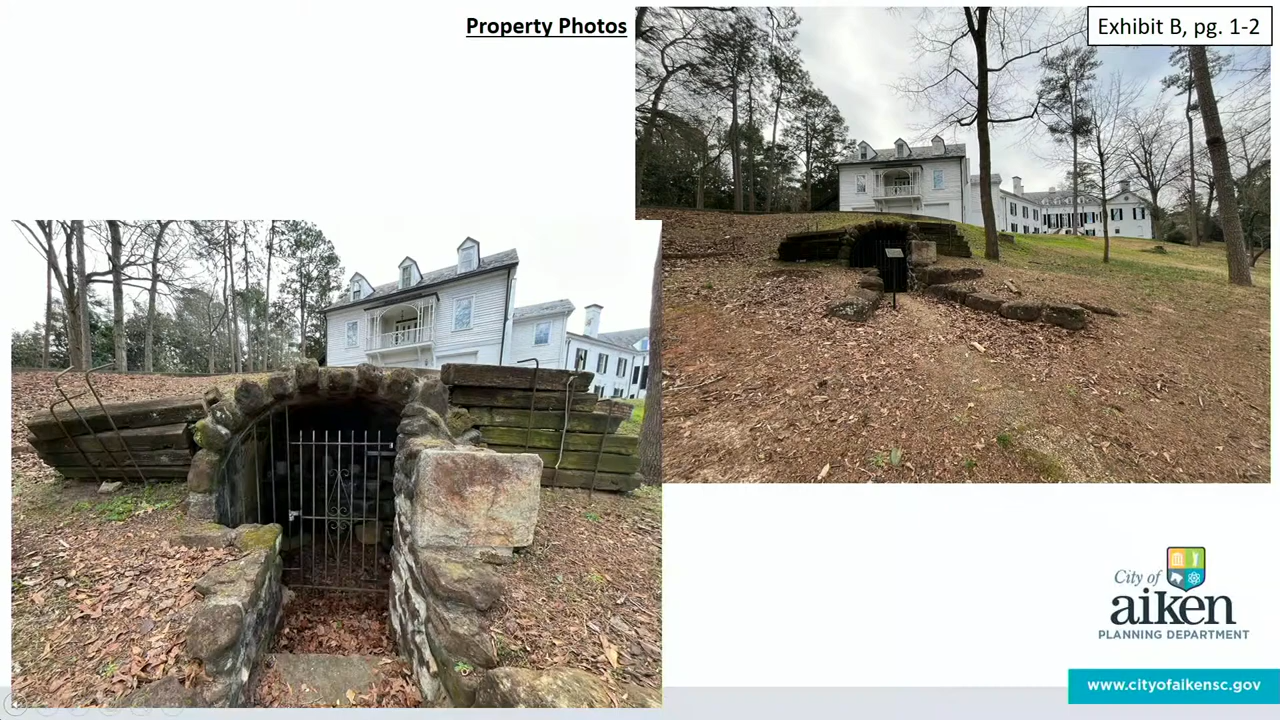 Property Photos
Exhibit B, pg. 1-2
City of
aiken
PLANNING DEPARTMENT
www.cityofaikensc.gov